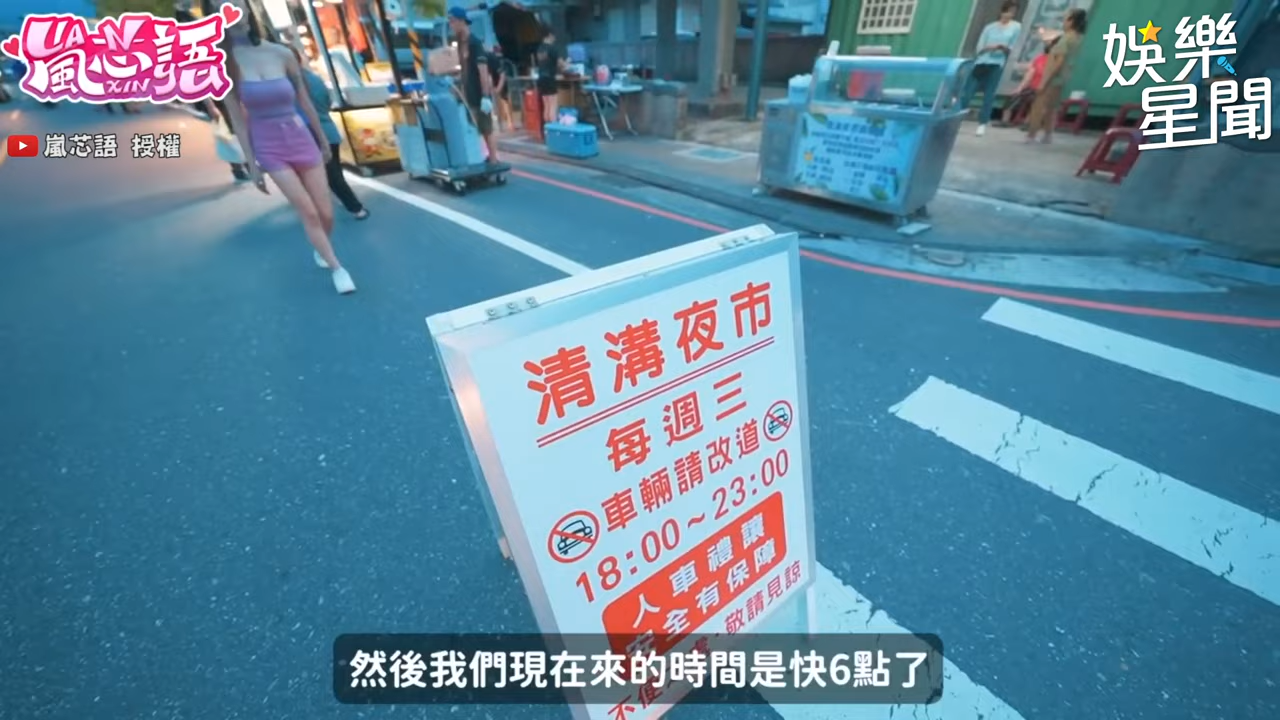 嵐芯語
LAN
XIN
娛樂
星聞
嵐芯語 授權
清溝夜市
每週三
車輛請改道
18:00~23:00
人車禮讓
安全有保障
敬請見諒
然後我們現在來的時間是快6點了